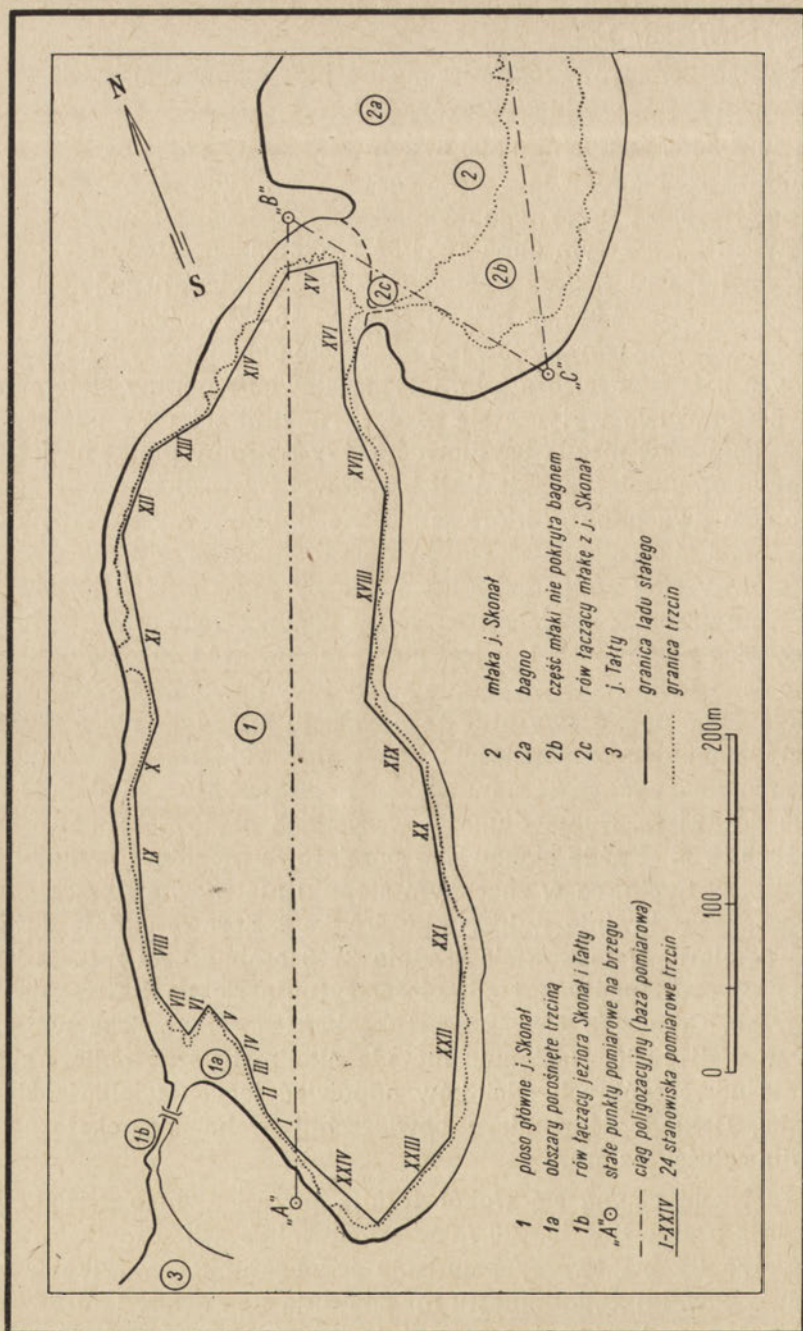 N
S
3
1b
1a
„A”
I
II
III
IV
V
VI
VII
VIII
IX
X
XI
XII
XIII
XIV
XV
XVI
XVII
XVIII
XIX
XX
XXI
XXII
XXIII
XXIV
1
„B”
„C”
2
2a
2b
2c
1 ploso główne j. Skonał
1a obszary porośnięte trzciną
1b rów łączący jeziora Skonał i Tałty
„A” stałe punkty pomiarowe na brzegu
ciąg poligozacyjny (baza pomiarowa)
I-XXIV 24 stanowiska pomiarowe trzcin
2 młaka j. Skonał
2a bagno
2b część młaki nie pokryta bagnem
2c rów łączący młakę z j. Skonał
3 j. Tałty
granica lądu stałego
granica trzcin
0 100 200m